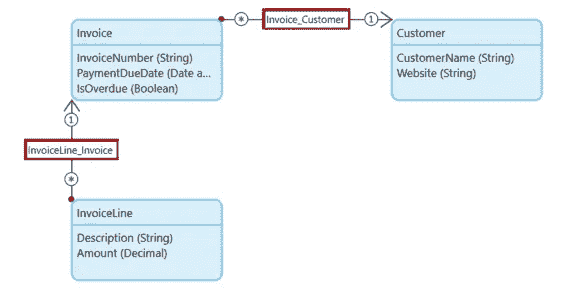 Invoice_Customer
* 1
Invoice
InvoiceNumber (String)
PaymentDueDate (Date a...
IsOverdue (Boolean)
Customer
CustomerName (String)
Website (String)
1
InvoiceLine_Invoice
*
InvoiceLine
Description (String)
Amount (Decimal)